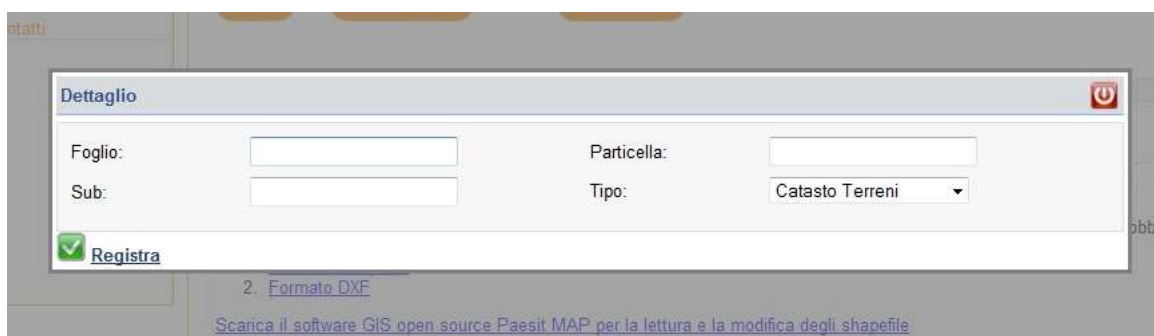 ntatti
Dettaglio
Foglio:
Particella:
Sub:
Tipo:
Catasto Terreni
Registra
2. Formato DXF
Scarica il software GIS open source Paesit MAP per la lettura e la modifica degli shapefile